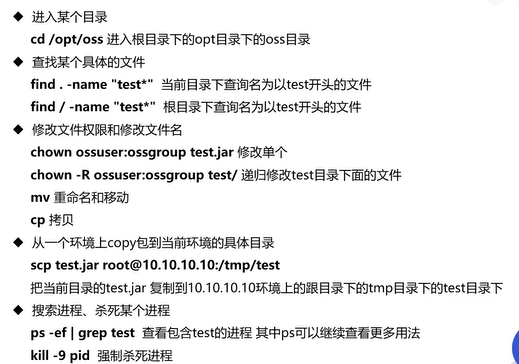 ◆ 进入某个目录
cd /opt/oss 进入根目录下的opt目录下的oss目录
◆ 查找某个具体的文件
find . -name "test*" 当前目录下查询名为以test开头的文件
find / -name "test*" 根目录下查询名为以test开头的文件
◆ 修改文件权限和修改文件名
chown ossuser:ossgroup test.jar 修改单个
chown -R ossuser:ossgroup test/ 递归修改test目录下面的文件
mv 重命名和移动
cp 拷贝
◆ 从一个环境上copy包到当前环境的具体目录
scp test.jar root@10.10.10.10:/tmp/test
把当前目录的test.jar 复制到10.10.10.10环境上的跟目录下的tmp目录下的test目录下
◆ 搜索进程、杀死某个进程
ps -ef | grep test 查看包含test的进程 其中ps可以继续查看更多用法
kill -9 pid 强制杀死进程